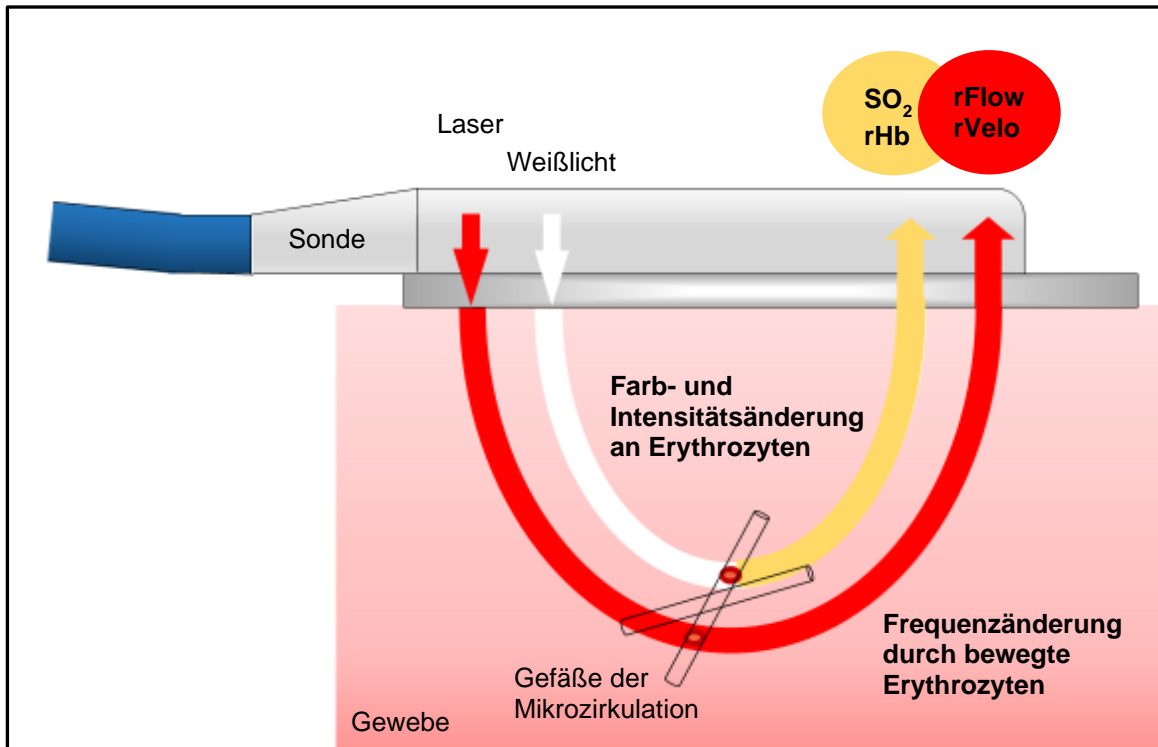 SO₂
rHb
rFlow
rVelo
Laser
Weißlicht
Sonde
Farb- und
Intensitätsänderung
an Erythrozyten
Frequenzänderung
durch bewegte
Erythrozyten
Gefäße der
Mikrozirkulation
Gewebe